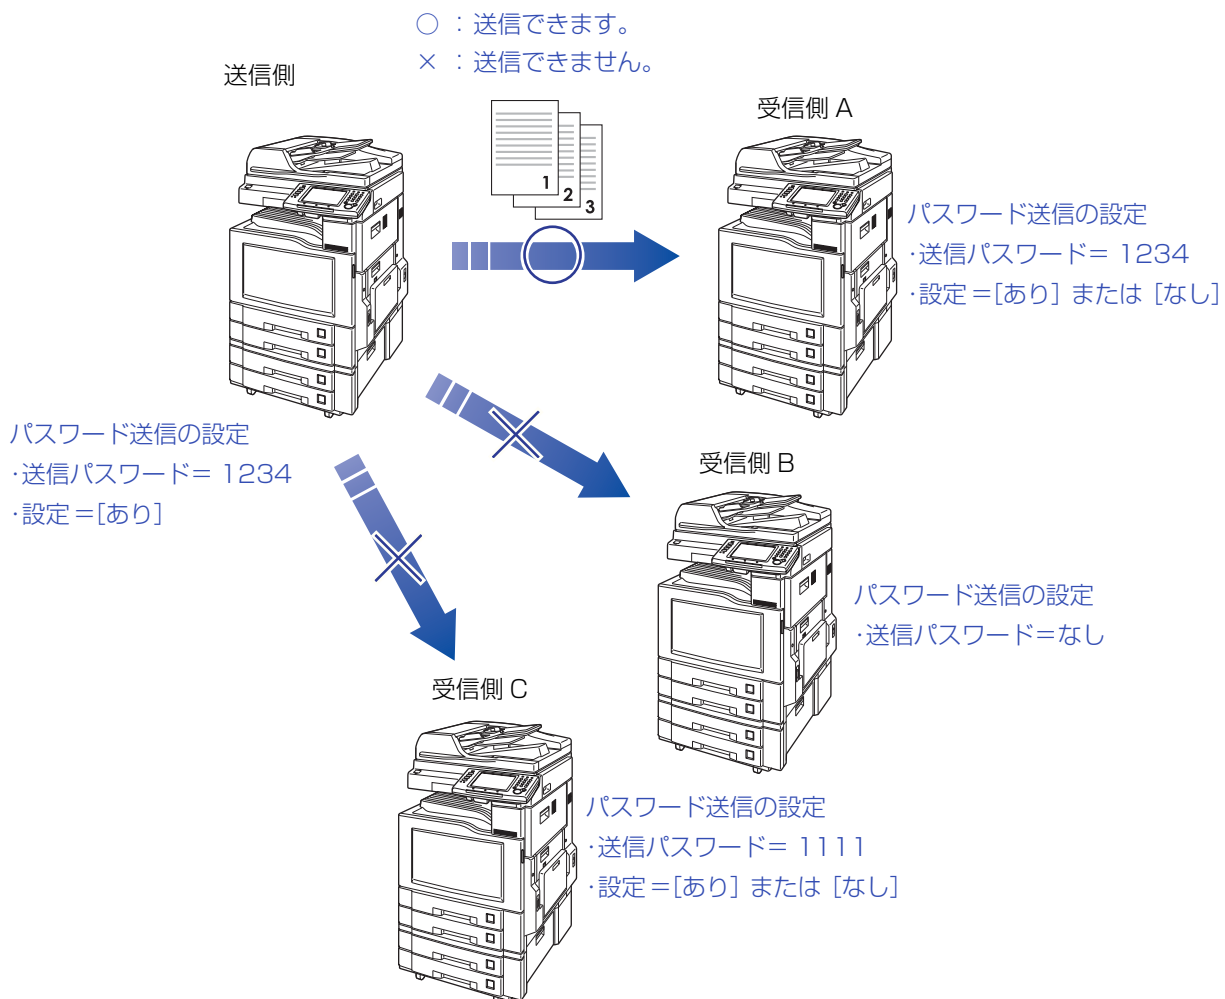 ○ ：送信できます。
× ：送信できません。
送信側
1
2
3
受信側 A
パスワード送信の設定
･送信パスワード＝ 1234
･設定＝[あり] または [なし]
パスワード送信の設定
･送信パスワード＝ 1234
･設定＝[あり]
受信側 B
パスワード送信の設定
･送信パスワード＝なし
受信側 C
パスワード送信の設定
･送信パスワード＝ 1111
･設定＝[あり] または [なし]